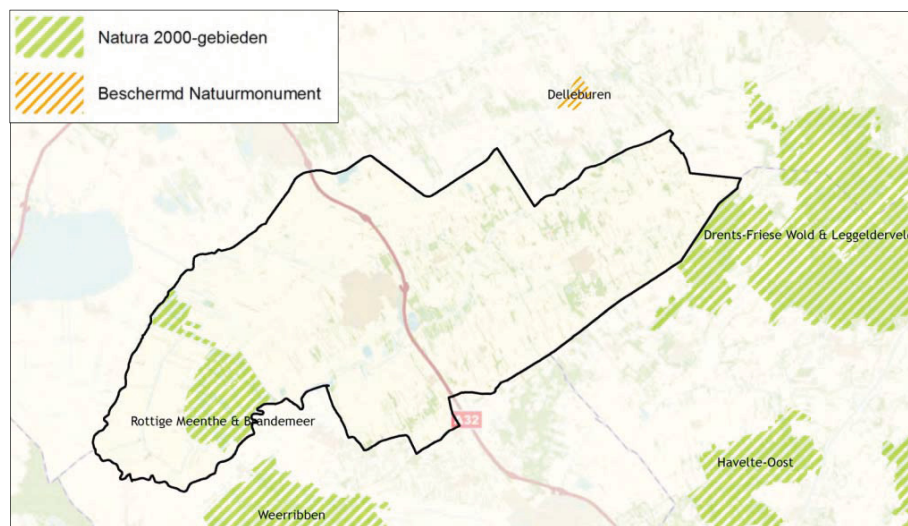 Natura 2000-gebieden
Beschermd Natuurmonument
Delleburen
Drents-Friese Wold & Leggelderveld
Rottige Meenthe & Brandemeer
A32
Havelte-Oost
Weerribben